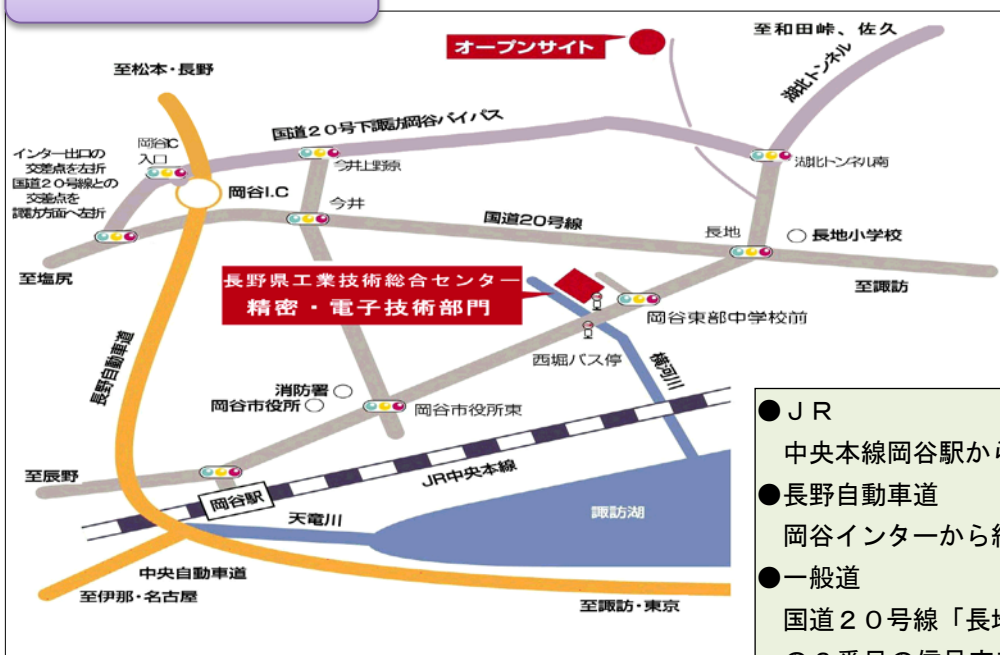 オープンサイト
至和田峠、佐久
湖北トンネル
至松本・長野
国道20号下諏訪岡谷バイパス
岡谷IC
入口
インター出口の
交差点を左折
国道20号線との
交差点を
諏訪方面へ左折
今井上野原
湖北トンネル南
岡谷I.C
今井
国道20号線
長地
長地小学校
至塩尻
至諏訪
長野県工業技術総合センター
精密・電子技術部門
岡谷東部中学校前
西堀バス停
横河川
長野自動車道
消防署
岡谷市役所
岡谷市役所東
至辰野
岡谷駅
JR中央本線
天竜川
諏訪湖
中央自動車道
至伊那・名古屋
至諏訪・東京
●ＪＲ
中央本線岡谷駅から
●長野自動車道
岡谷インターから
●一般道
国道２０号線「長地